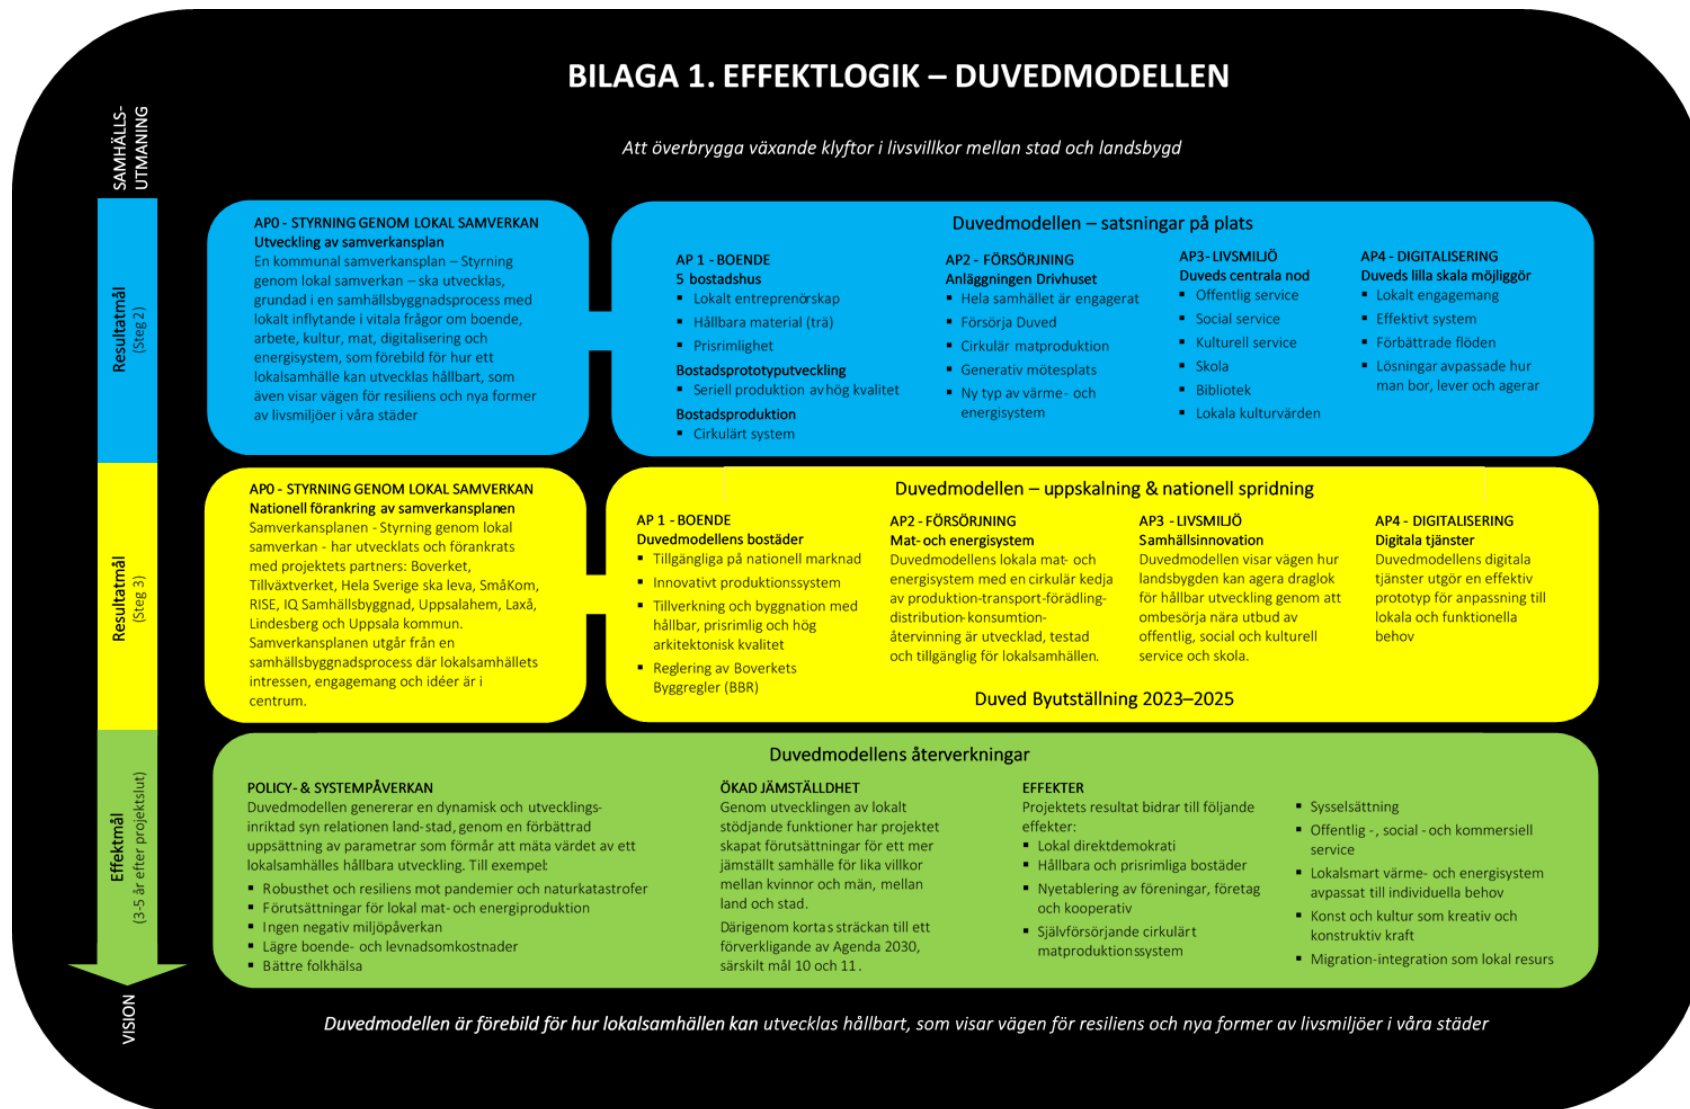 BILAGA 1. EFFEKTLOGIK – DUVEDMODELLEN
SAMHÄLLS-
UTMANING
Att överbrygga växande klyftor i livsvillkor mellan stad och landsbygd
Resultatmål
(Steg 2)
AP0 - STYRNING GENOM LOKAL SAMVERKAN
Utveckling av samverkansplan
En kommunal samverkansplan – Styrning
genom lokal samverkan – ska utvecklas,
grundad i en samhällsbyggnadsprocess med
lokalt inflytande i vitala frågor om boende,
arbete, kultur, mat, digitalisering och
energisystem, som förebild för hur ett
lokalsamhälle kan utvecklas hållbart, som
även visar vägen för resiliens och nya former
av livsmiljöer i våra städer
Duvedmodellen – satsningar på plats
AP 1 - BOENDE
5 bostadshus
▪ Lokalt entreprenörskap
▪ Hållbara material (trä)
▪ Prisrimlighet
Bostadsprototyputveckling
▪ Seriell produktion av hög kvalitet
Bostadsproduktion
▪ Cirkulärt system
AP2 - FÖRSÖRJNING
Anläggningen Drivhuset
▪ Hela samhället är engagerat
▪ Försörja Duved
▪ Cirkulär matproduktion
▪ Generativ mötesplats
▪ Ny typ av värme- och
energisystem
AP3- LIVSMILJÖ
Duveds centrala nod
▪ Offentlig service
▪ Social service
▪ Kulturell service
▪ Skola
▪ Bibliotek
▪ Lokala kulturvärden
AP4 - DIGITALISERING
Duveds lilla skala möjliggör
▪ Lokalt engagemang
▪ Effektivt system
▪ Förbättrade flöden
▪ Lösningar avpassade hur
man bor, lever och agerar
Resultatmål
(Steg 3)
AP0 - STYRNING GENOM LOKAL SAMVERKAN
Nationell förankring av samverkansplanen
Samverkansplanen - Styrning genom lokal
samverkan - har utvecklats och förankrats
med projektets partners: Boverket,
Tillväxtverket, Hela Sverige ska leva, SmåKom,
RISE, IQ Samhällsbyggnad, Uppsalahem, Laxå,
Lindesberg och Uppsala kommun.
Samverkansplanen utgår från en
samhällsbyggnadsprocess där lokalsamhällets
intressen, engagemang och idéer är i
centrum.
Duvedmodellen – uppskalning & nationell spridning
AP 1 - BOENDE
Duvedmodellens bostäder
▪ Tillgängliga på nationell marknad
▪ Innovativt produktionssystem
▪ Tillverkning och byggnation med
hållbar, prisrimlig och hög
arkitektonisk kvalitet
▪ Reglering av Boverkets
Byggregler (BBR)
AP2 - FÖRSÖRJNING
Mat- och energisystem
Duvedmodellens lokala mat- och
energisystem med en cirkulär kedja
av produktion-transport-förädling-
distribution-konsumtion-
återvinning är utvecklad, testad
och tillgänglig för lokalsamhällen.
AP3 - LIVSMILJÖ
Samhällsinnovation
Duvedmodellen visar vägen hur
landsbygden kan agera draglok
för hållbar utveckling genom att
ombesörja nära utbud av
offentlig, social och kulturell
service och skola.
AP4 - DIGITALISERING
Digitala tjänster
Duvedmodellens digitala
tjänster utgör en effektiv
prototyp för anpassning till
lokala och funktionella
behov
Duved Byutställning 2023–2025
Effektmål
(3-5 år efter projektslut)
Duvedmodellens återverkningar
POLICY- & SYSTEMPÅVERKAN
Duvedmodellen genererar en dynamisk och utvecklings-
inriktad syn relationen land-stad, genom en förbättrad
uppsättning av parametrar som förmår att mäta värdet av ett
lokalsamhälles hållbara utveckling. Till exempel:
▪ Robusthet och resiliens mot pandemier och naturkatastrofer
▪ Förutsättningar för lokal mat- och energiproduktion
▪ Ingen negativ miljöpåverkan
▪ Lägre boende- och levnadsomkostnader
▪ Bättre folkhälsa
ÖKAD JÄMSTÄLLDHET
Genom utvecklingen av lokalt
stödjande funktioner har projektet
skapat förutsättningar för ett mer
jämställt samhälle för lika villkor
mellan kvinnor och män, mellan
land och stad.
Därigenom kortas sträckan till ett
förverkligande av Agenda 2030,
särskilt mål 10 och 11.
EFFEKTER
Projektets resultat bidrar till följande
effekter:
▪ Lokal direktdemokrati
▪ Hållbara och prisrimliga bostäder
▪ Nyetablering av föreningar, företag
och kooperativ
▪ Självförsörjande cirkulärt
matproduktionssystem
▪ Sysselsättning
▪ Offentlig -, social - och kommersiell
service
▪ Lokalsmart värme- och energisystem
avpassat till individuella behov
▪ Konst och kultur som kreativ och
konstruktiv kraft
▪ Migration-integration som lokal resurs
VISION
Duvedmodellen är förebild för hur lokalsamhällen kan utvecklas hållbart, som visar vägen för resiliens och nya former av livsmiljöer i våra städer